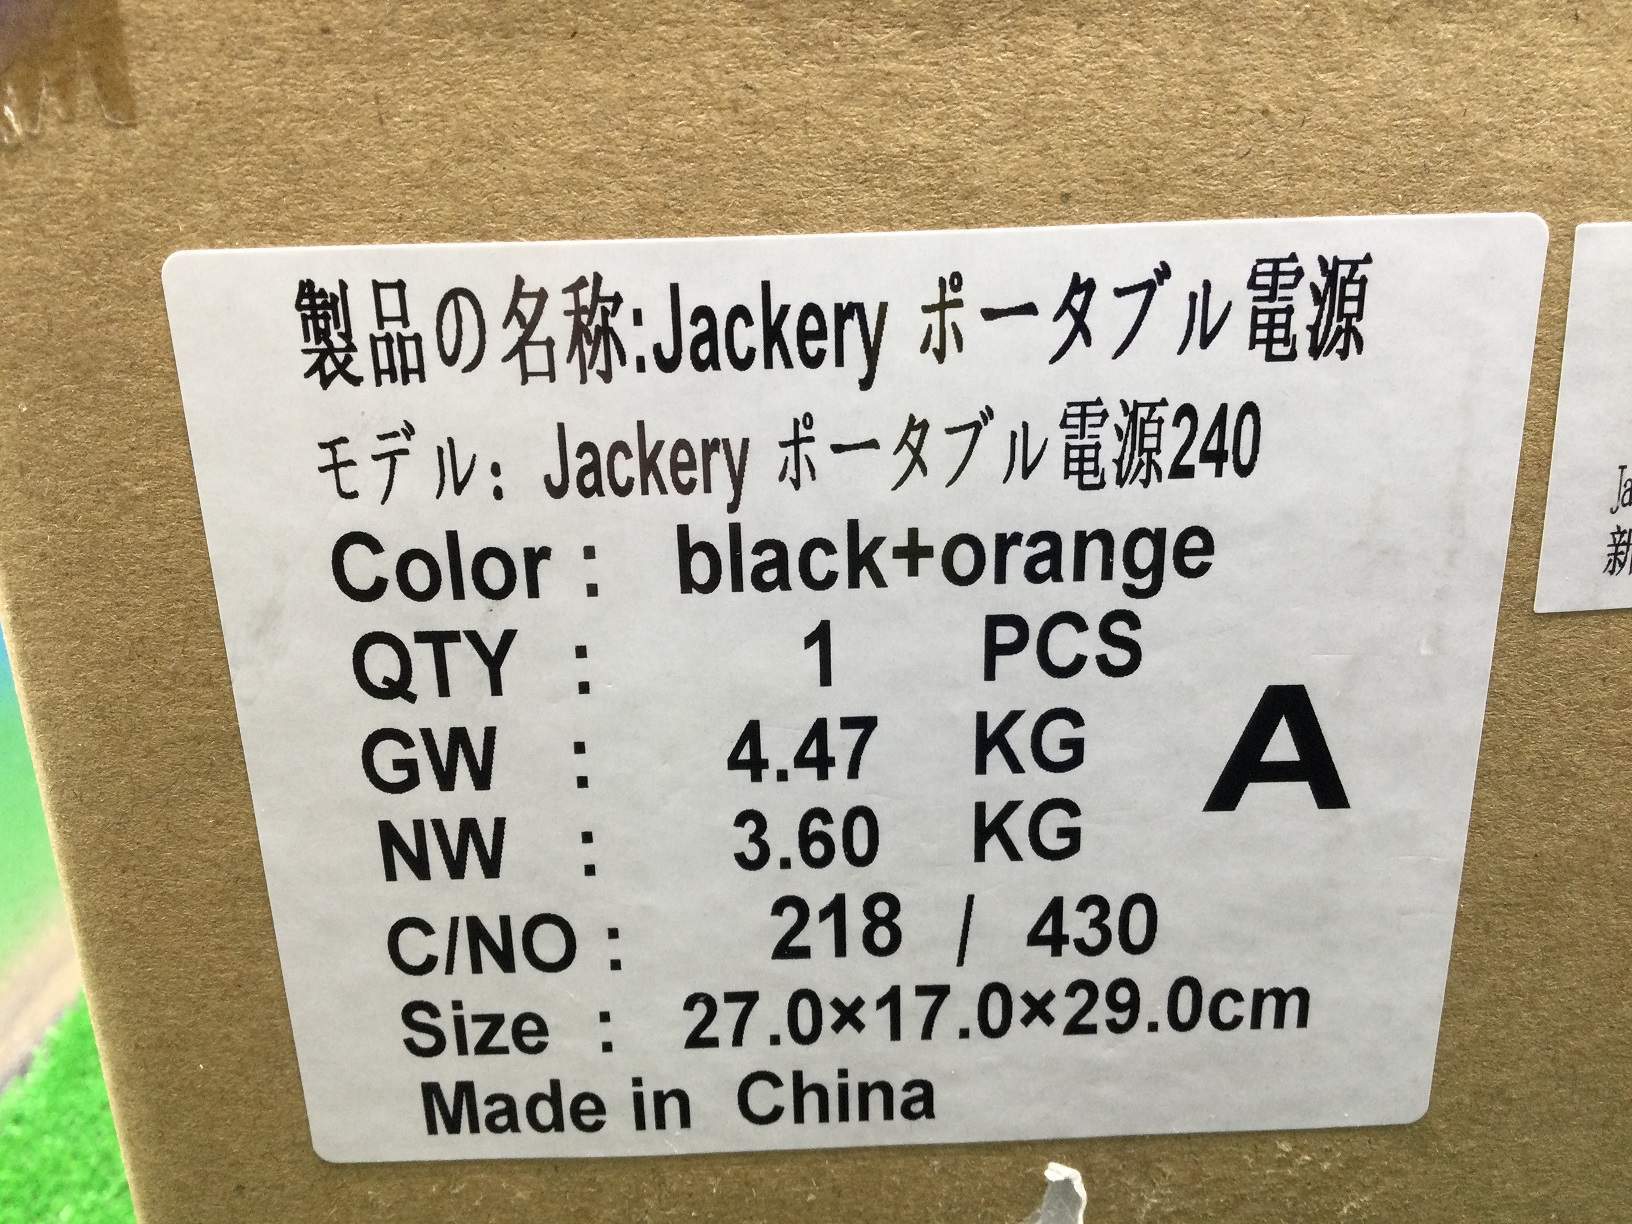 製品の名称:Jackery ポータブル電源
モデル：Jackery ポータブル電源240
Color : black+orange
QTY : 1 PCS
GW : 4.47 KG
NW : 3.60 KG
A
C/NO : 218 / 430
Size : 27.0×17.0×29.0cm
Made in China
Ja
新